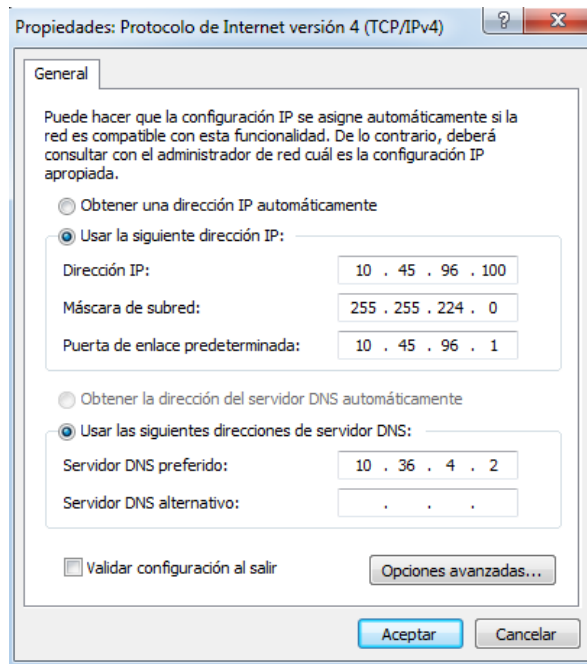 Propiedades: Protocolo de Internet versión 4 (TCP/IPv4)
General
Puede hacer que la configuración IP se asigne automáticamente si la
red es compatible con esta funcionalidad. De lo contrario, deberá
consultar con el administrador de red cuál es la configuración IP
apropiada.
Obtener una dirección IP automáticamente
Usar la siguiente dirección IP:
Dirección IP: 10 . 45 . 96 . 100
Máscara de subred: 255 . 255 . 224 . 0
Puerta de enlace predeterminada: 10 . 45 . 96 . 1
Obtener la dirección del servidor DNS automáticamente
Usar las siguientes direcciones de servidor DNS:
Servidor DNS preferido: 10 . 36 . 4 . 2
Servidor DNS alternativo: . . .
Validar configuración al salir Opciones avanzadas...
Aceptar Cancelar